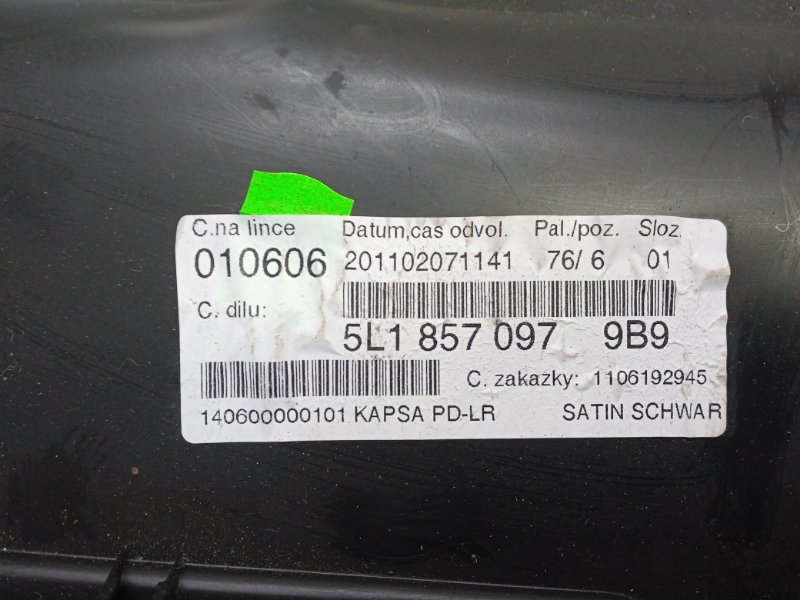 C.na lince Datum,cas odvol. Pal./poz. Sloz.
010606 201102071141 76/ 6 01
C. dilu:
5L1 857 097 9B9
C. zakazky: 1106192945
140600000101 KAPSA PD-LR SATIN SCHWAR